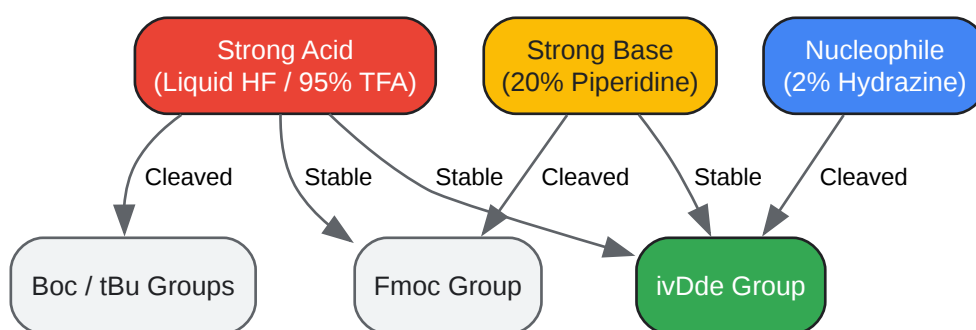 Strong Acid
(Liquid HF / 95% TFA)
Strong Base
(20% Piperidine)
Nucleophile
(2% Hydrazine)
Cleaved
Stable
Stable
Cleaved
Stable
Cleaved
Boc / tBu Groups
Fmoc Group
ivDde Group